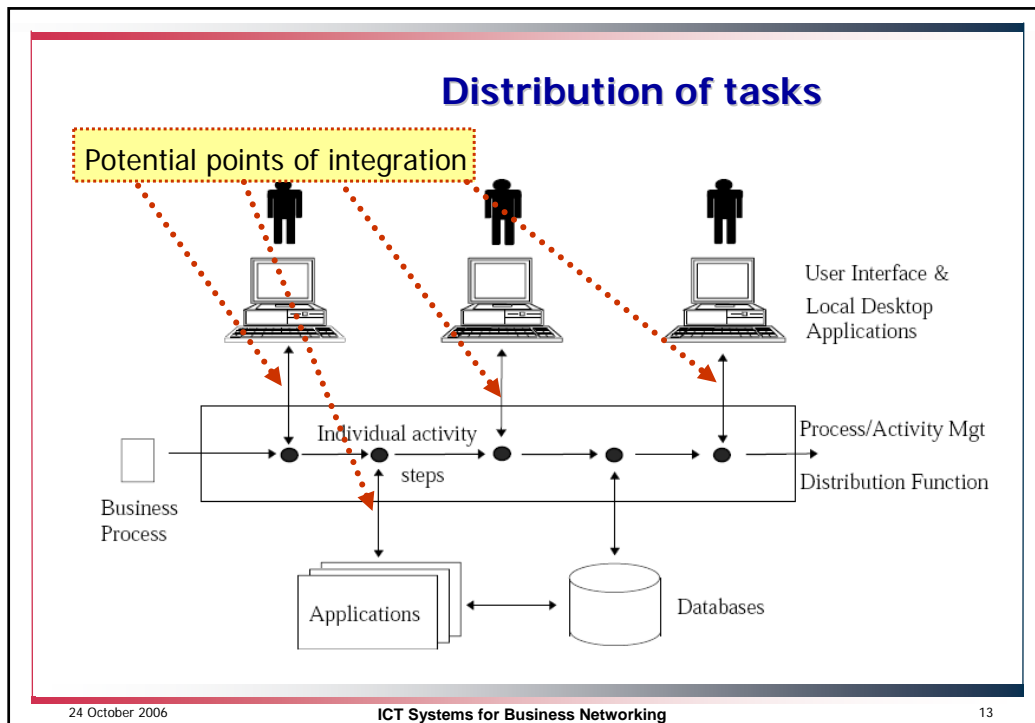 Distribution of tasks
Potential points of integration
User Interface &
Local Desktop
Applications
Individual activity
steps
Process/Activity Mgt
Distribution Function
Business
Process
Applications
Databases
24 October 2006
ICT Systems for Business Networking
13